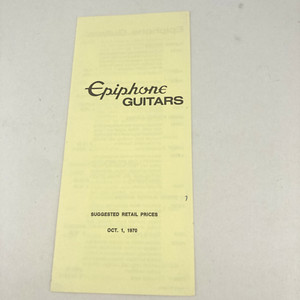 Epiphone
GUITARS
SUGGESTED RETAIL PRICES
OCT. 1, 1970